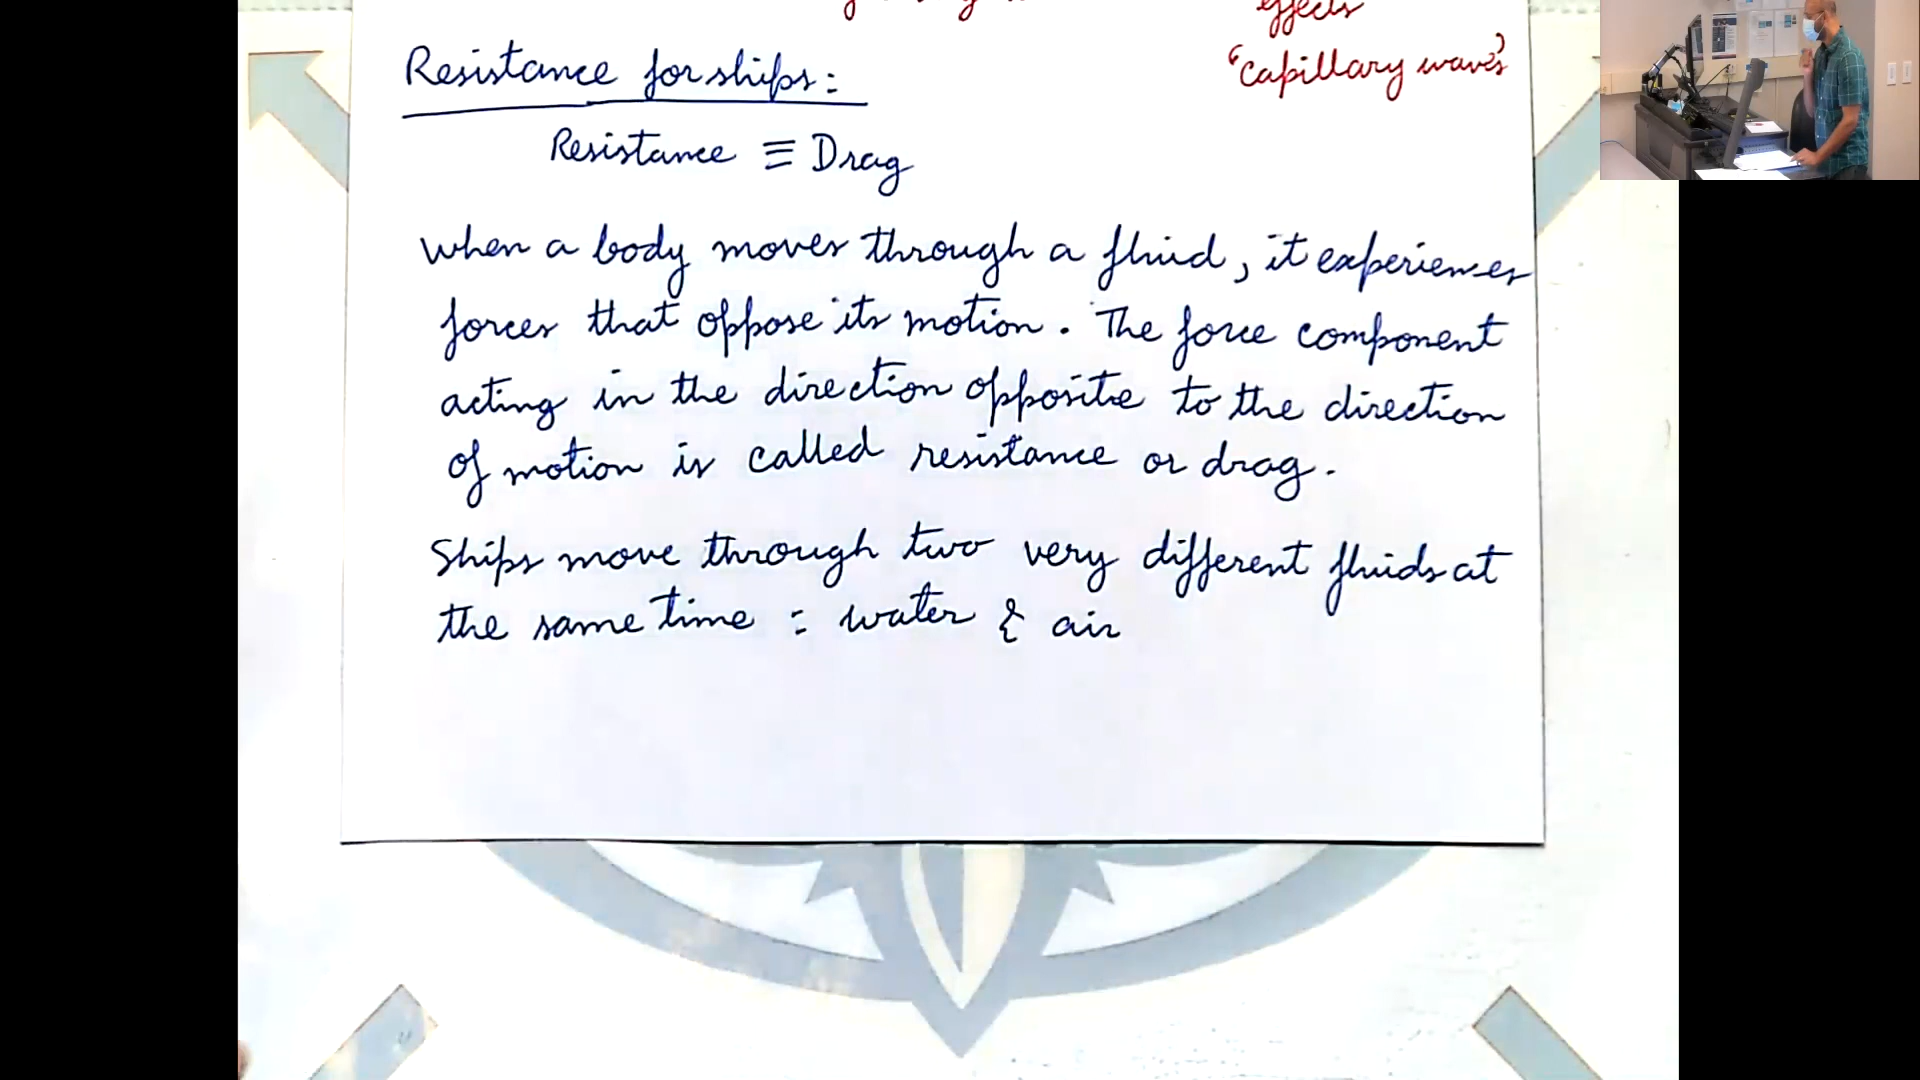 effects
Resistance for ships:
'capillary waves'
Resistance ≡ Drag
When a body moves through a fluid, it experiences
forces that oppose its motion. The force component
acting in the direction opposite to the direction
of motion is called resistance or drag.
Ships move through two very different fluids at
the same time: water & air